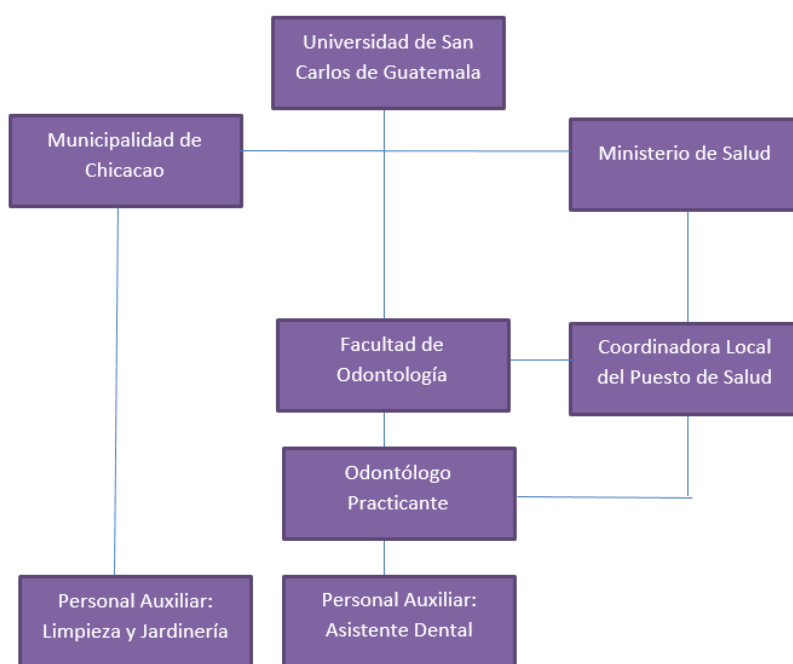 Universidad de San
Carlos de Guatemala
Municipalidad de
Chicacao
Ministerio de Salud
Facultad de
Odontología
Coordinadora Local
del Puesto de Salud
Odontólogo
Practicante
Personal Auxiliar:
Limpieza y Jardinería
Personal Auxiliar:
Asistente Dental